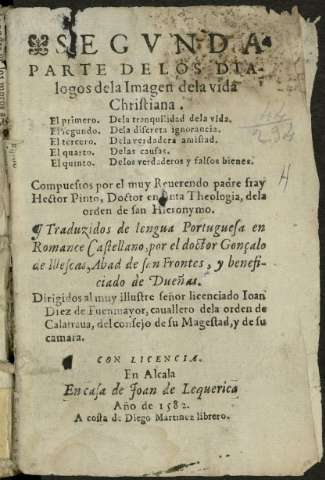 SEGVNDA
PARTE DELOS DIA-
logos dela Imagen dela vida
Christiana.
El primero. Dela tranquilidad dela vida.
El segundo. Dela discreta ignorancia.
El tercero. Dela verdadera amistad.
El quarto. Delas causas.
El quinto. Delos verdaderos y falsos bienes.
44
294
H
Compuestos por el muy Reuerendo padre fray
Hector Pinto, Doctor en santa Theologia, dela
orden de san Hieronymo.
Traduzidos de lengua Portuguesa en
Romance Castellano, por el doctor Gonçalo
de Illescas, Abad de san Frontes, y benefi-
ciado de Dueñas.
Dirigidos al muy illustre señor licenciado Ioan
Diez de Fuenmayor, cauallero dela orden de
Calatraua, del consejo de su Magestad, y de su
camara.
CON LICENCIA.
En Alcala
En casa de Ioan de Lequerica
Año de 1582.
A costa de Diego Martinez librero.